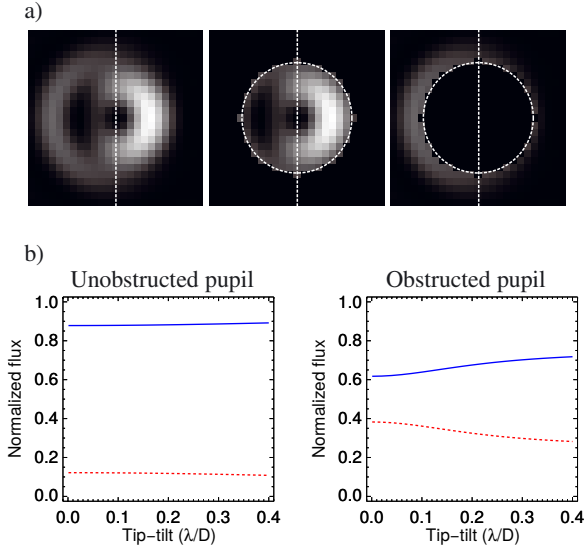 a)
b)
Unobstructed pupil
Obstructed pupil
Normalized flux
1.0
0.8
0.6
0.4
0.2
0.0
0.0 0.1 0.2 0.3 0.4
Tip-tilt (λ/D)
Normalized flux
1.0
0.8
0.6
0.4
0.2
0.0
0.0 0.1 0.2 0.3 0.4
Tip-tilt (λ/D)